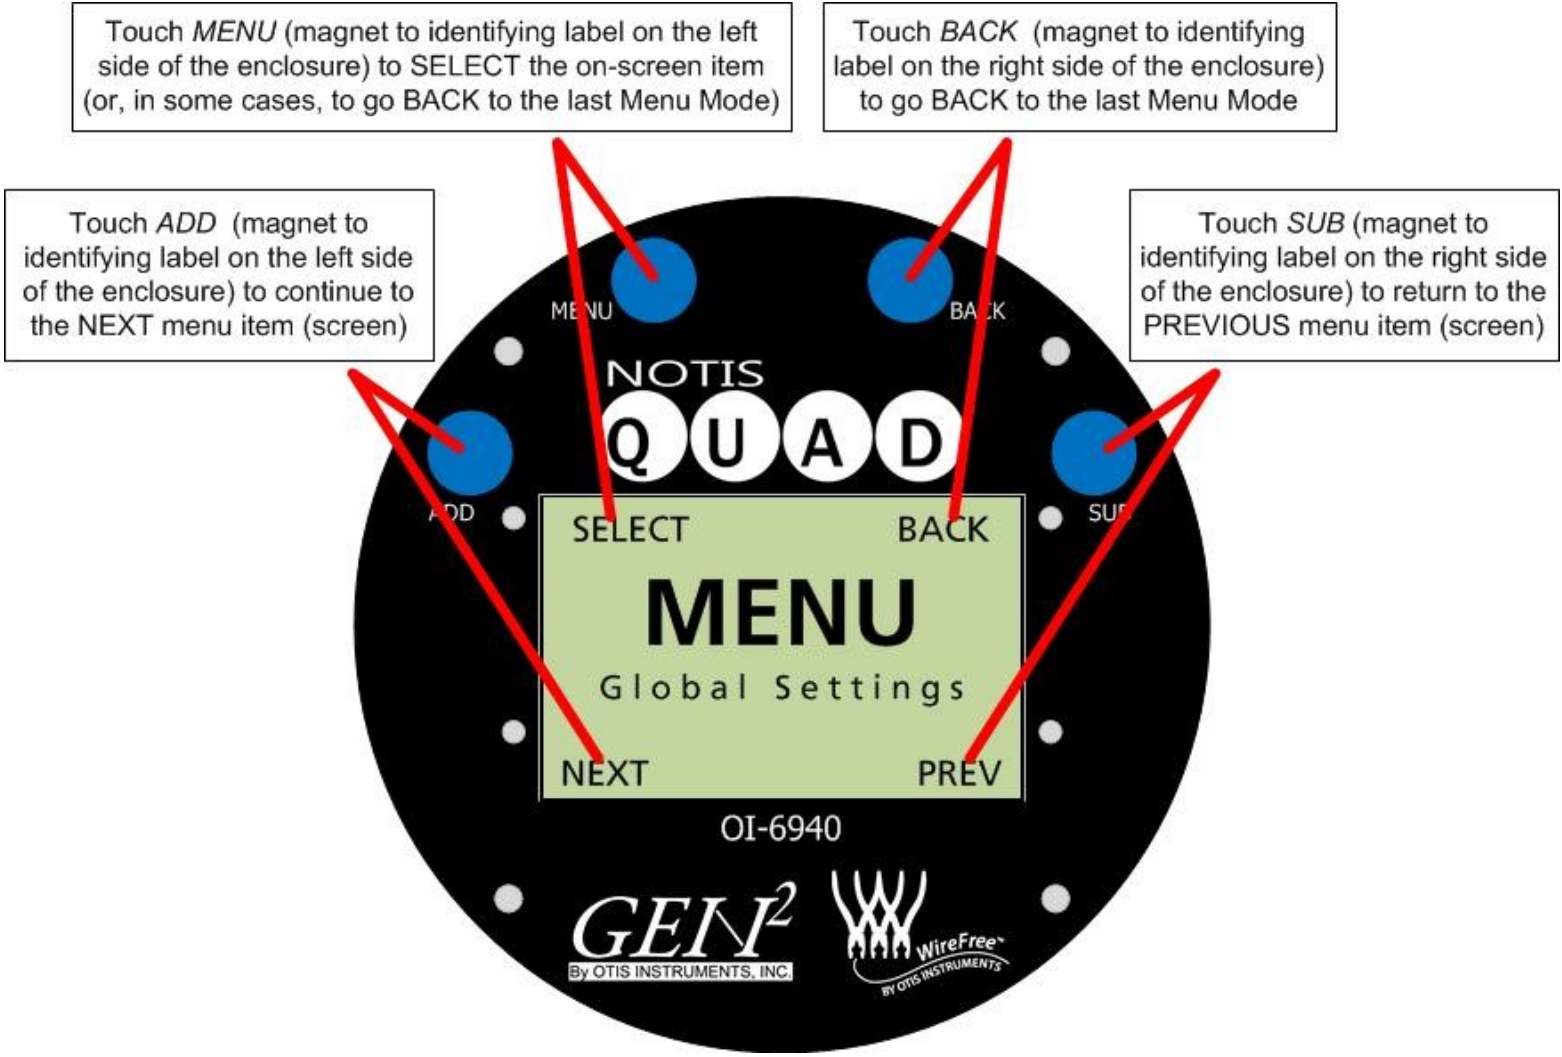 Touch MENU (magnet to identifying label on the left
side of the enclosure) to SELECT the on-screen item
(or, in some cases, to go BACK to the last Menu Mode)
Touch BACK (magnet to identifying
label on the right side of the enclosure)
to go BACK to the last Menu Mode
Touch ADD (magnet to
identifying label on the left side
of the enclosure) to continue to
the NEXT menu item (screen)
Touch SUB (magnet to
identifying label on the right side
of the enclosure) to return to the
PREVIOUS menu item (screen)
MENU
BACK
NOTIS
QUAD
ADD
SUB
SELECT
BACK
MENU
Global Settings
NEXT
PREV
OI-6940
GEN2
By OTIS INSTRUMENTS, INC.
WireFree™
BY OTIS INSTRUMENTS